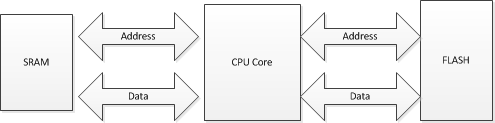 Address
Address
SRAM
CPU Core
FLASH
Data
Data